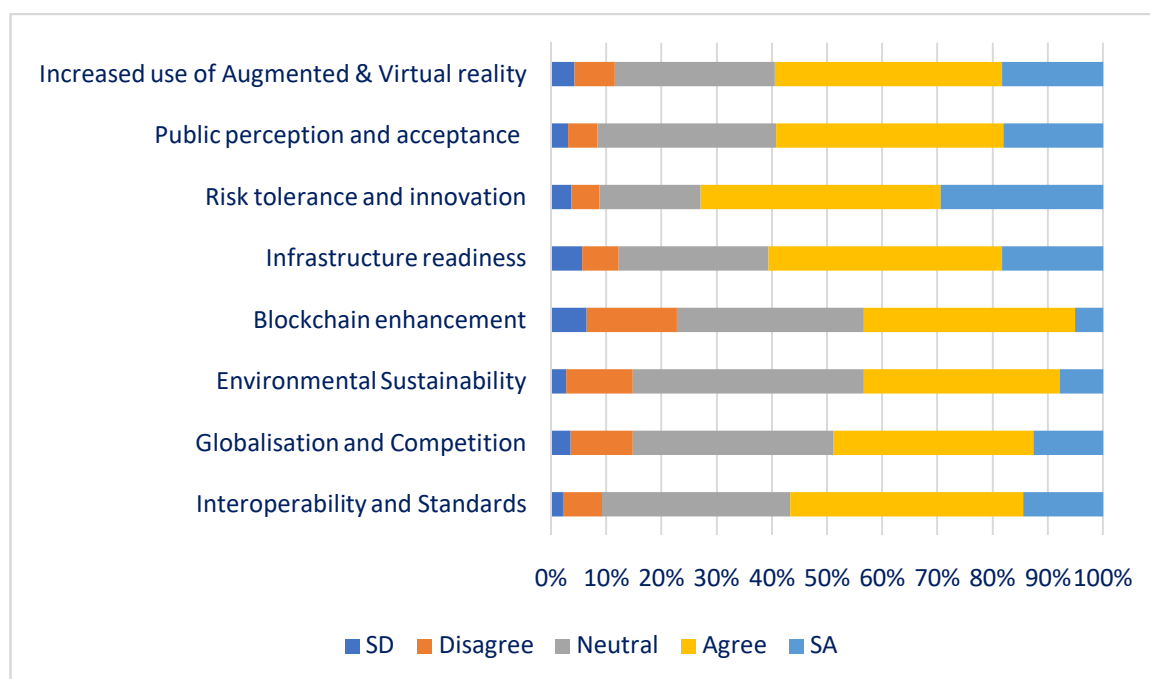 Increased use of Augmented & Virtual reality
Public perception and acceptance
Risk tolerance and innovation
Infrastructure readiness
Blockchain enhancement
Environmental Sustainability
Globalisation and Competition
Interoperability and Standards
0% 10% 20% 30% 40% 50% 60% 70% 80% 90% 100%
SD Disagree Neutral Agree SA